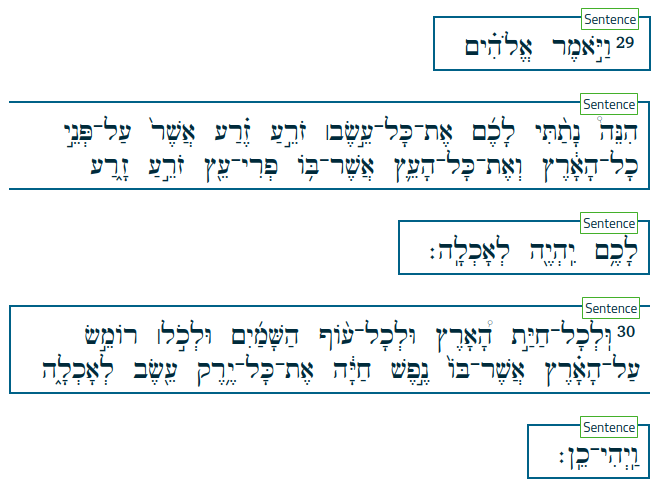 Sentence
29 וַיֹּ֣אמֶר אֱלֹהִ֗ים
Sentence
הִנֵּה֩ נָתַ֨תִּי לָכֶ֜ם אֶת־כָּל־עֵ֣שֶׂב׀ זֹרֵ֣עַ זֶ֗רַע אֲשֶׁר֙ עַל־פְּנֵ֣י
כָל־הָאָ֔רֶץ וְאֶת־כָּל־הָעֵ֛ץ אֲשֶׁר־בּ֥וֹ פְרִי־עֵ֖ץ זֹרֵ֣עַ זָ֑רַע
Sentence
לָכֶ֥ם יִֽהְיֶ֖ה לְאָכְלָֽה׃
Sentence
30 וּֽלְכָל־חַיַּ֣ת הָ֠אָרֶץ וּלְכָל־ע֨וֹף הַשָּׁמַ֜יִם וּלְכֹ֣ל׀ רוֹמֵ֣שׂ
עַל־הָאָ֗רֶץ אֲשֶׁר־בּוֹ֙ נֶ֣פֶשׁ חַיָּ֔ה אֶת־כָּל־יֶ֥רֶק עֵ֖שֶׂב לְאָכְלָ֑ה
Sentence
וַֽיְהִי־כֵֽן׃